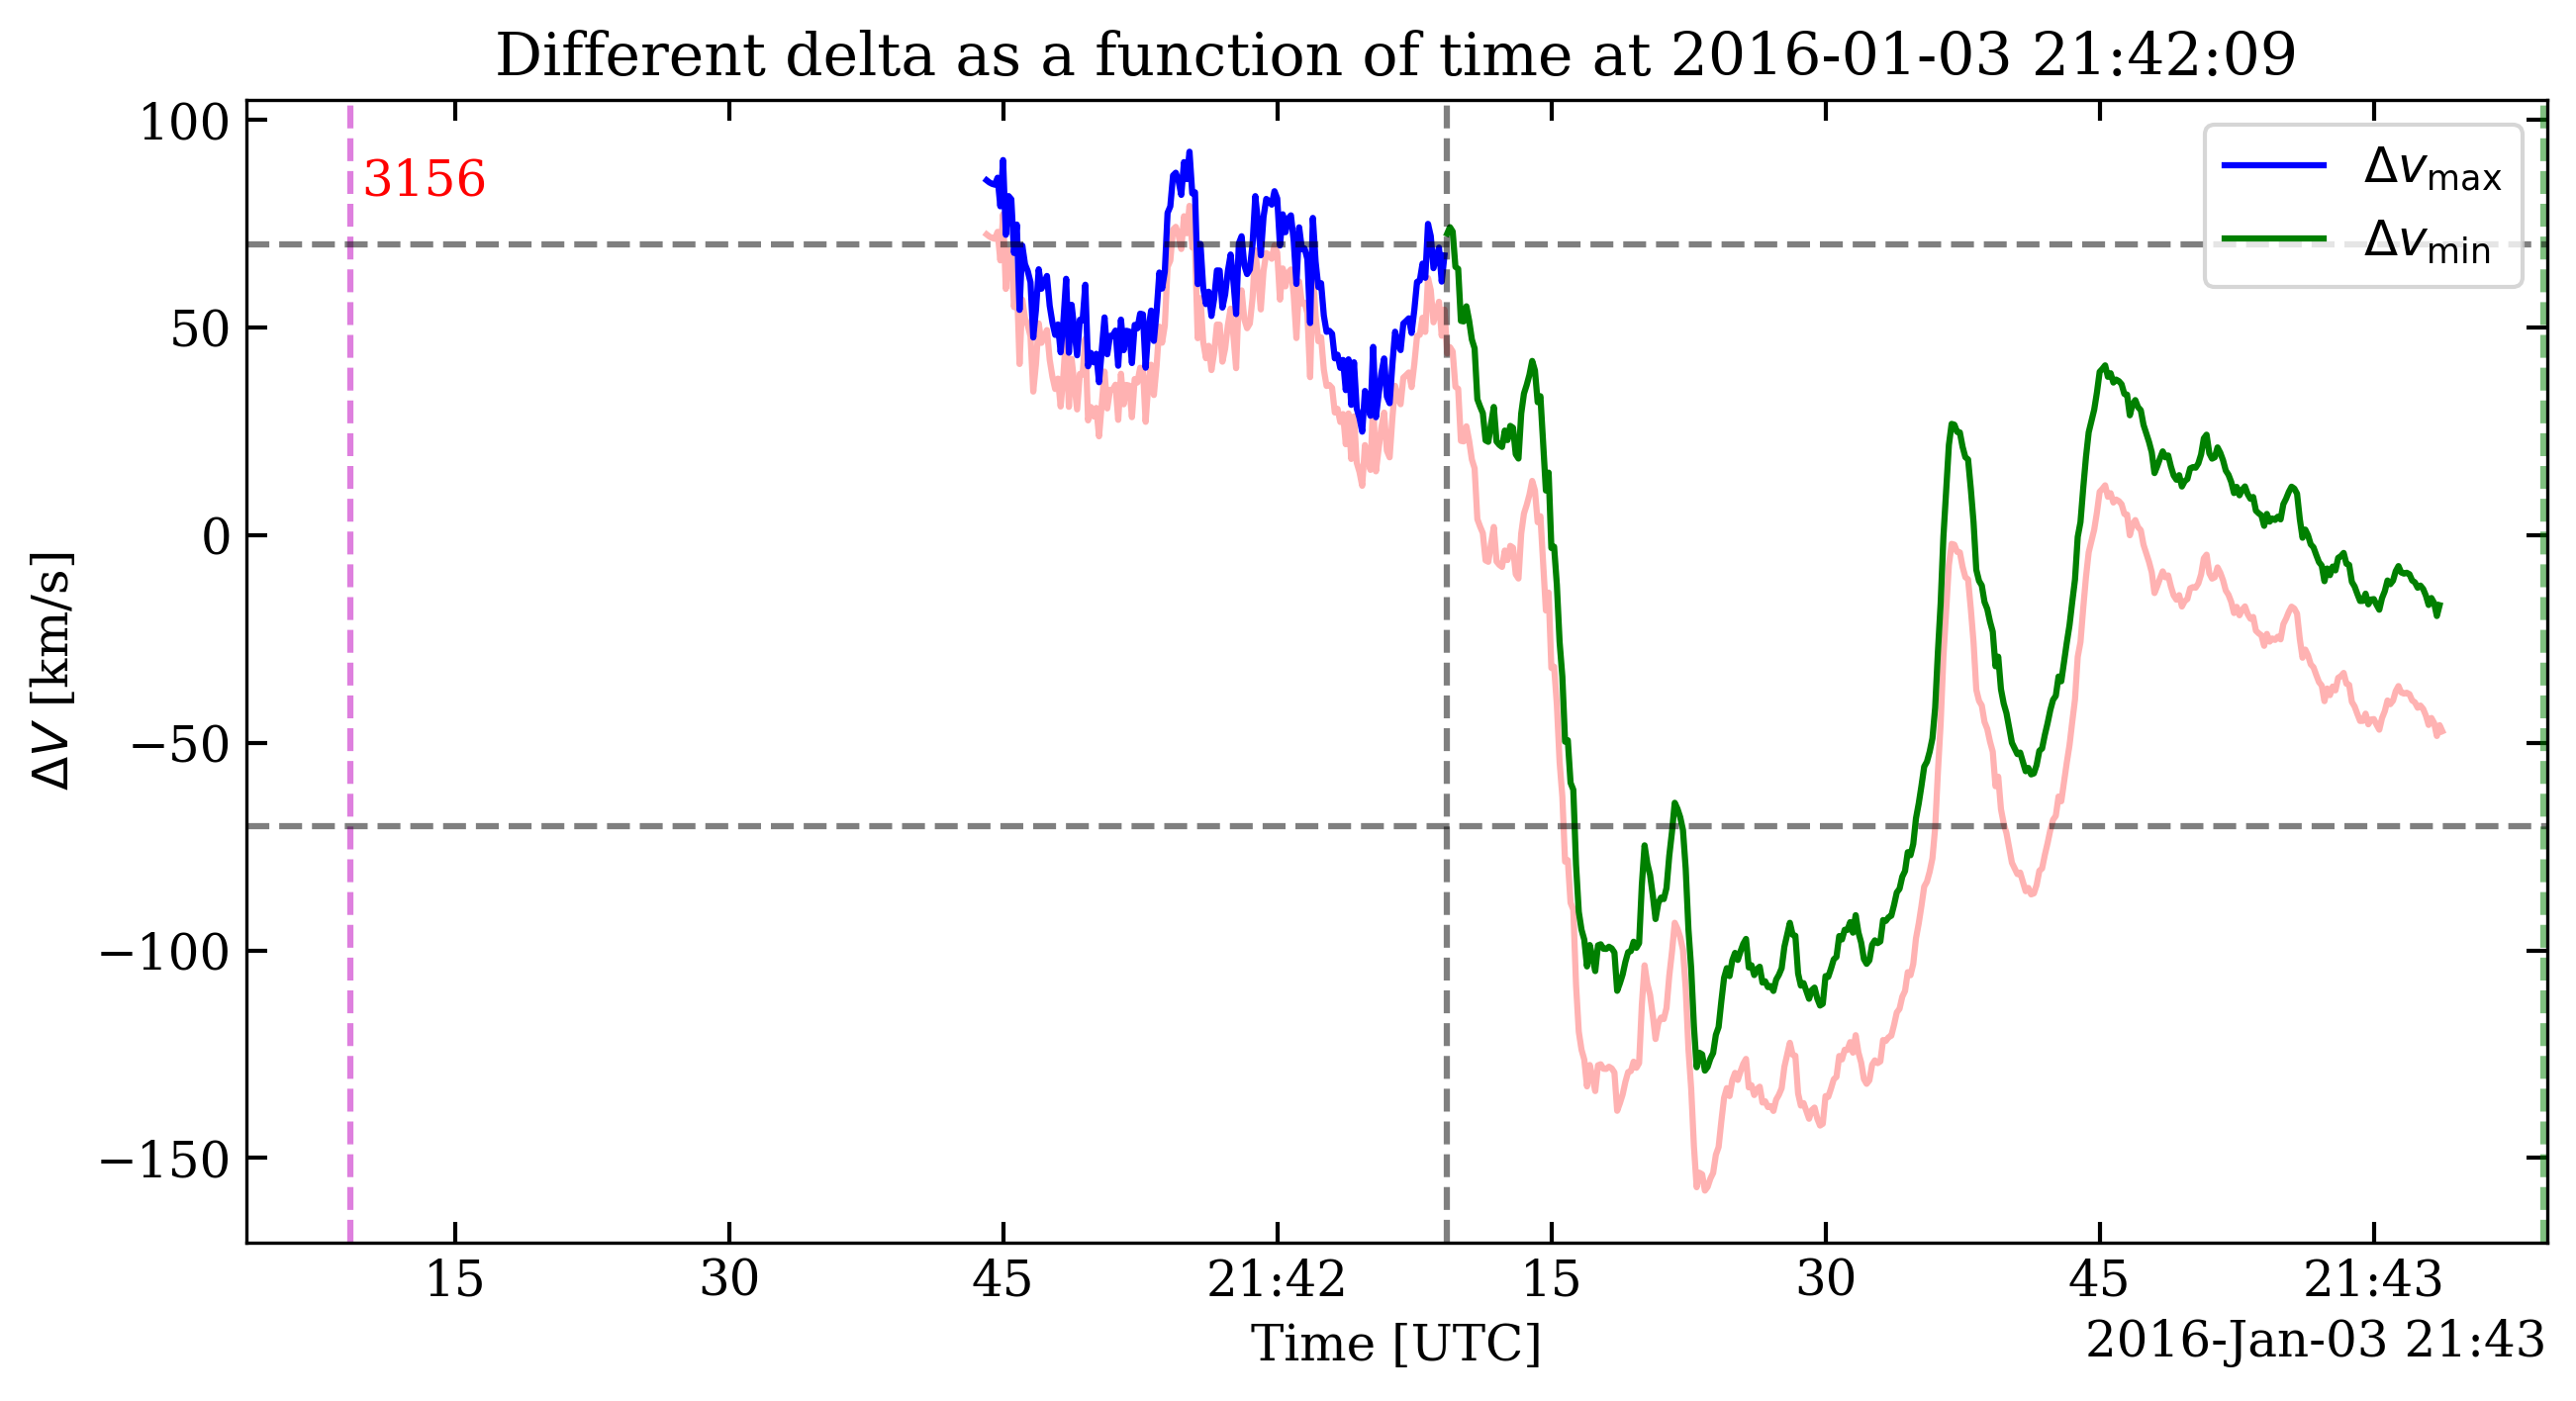 Different delta as a function of time at 2016-01-03 21:42:09
100
50
0
−50
−100
−150
ΔV [km/s]
3156
Δvmax
Δvmin
15 30 45 21:42 15 30 45 21:43
Time [UTC]
2016-Jan-03 21:43